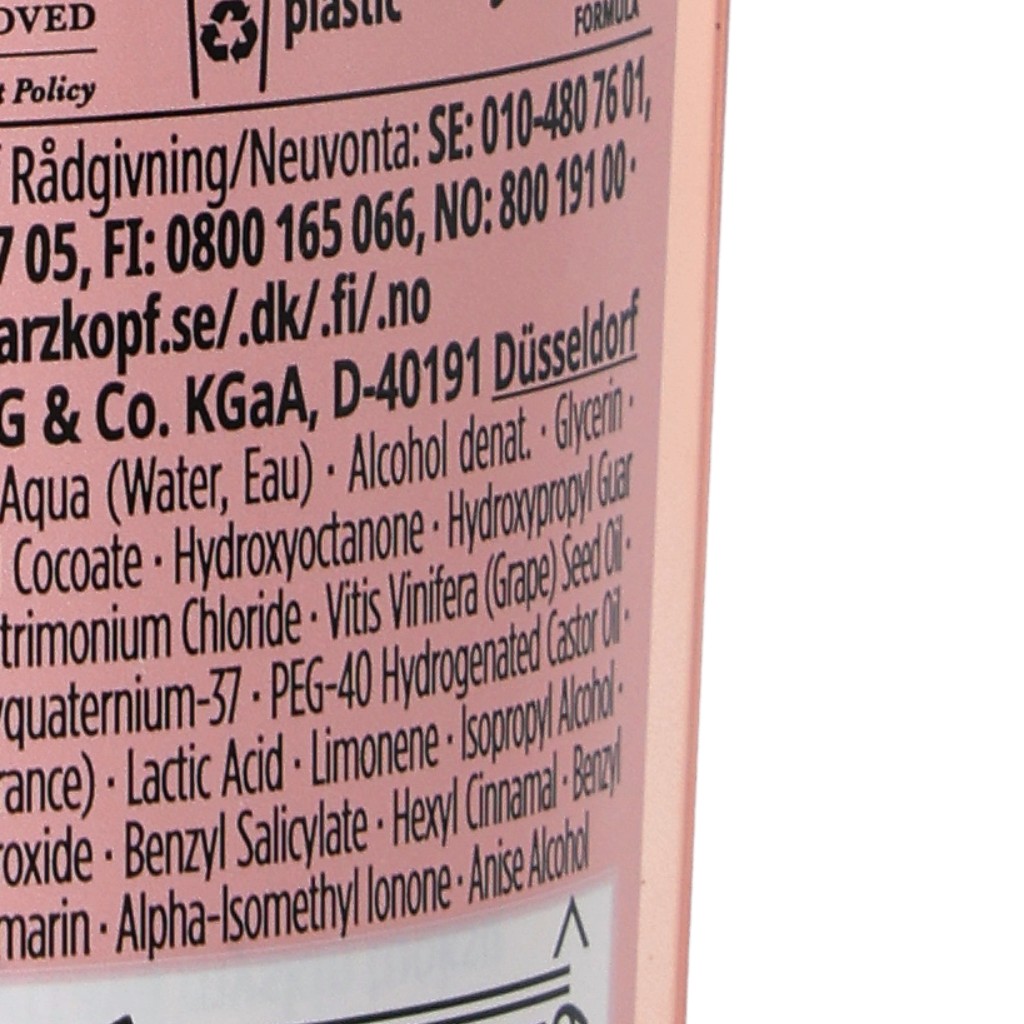 plastic
FORMULA
Policy
Rådgivning/Neuvonta: SE: 010-480 76 01,
05, FI: 0800 165 066, NO: 800 191 00 ·
arzkopf.se/.dk/.fi/.no
G & Co. KGaA, D-40191 Düsseldorf
Aqua (Water, Eau) · Alcohol denat. · Glycerin ·
Cocoate · Hydroxyoctanone · Hydroxypropyl Guar
trimonium Chloride · Vitis Vinifera (Grape) Seed Oil ·
yquaternium-37 · PEG-40 Hydrogenated Castor Oil ·
rance) · Lactic Acid · Limonene · Isopropyl Alcohol ·
roxide · Benzyl Salicylate · Hexyl Cinnamal · Benzyl
marin · Alpha-Isomethyl Ionone · Anise Alcohol